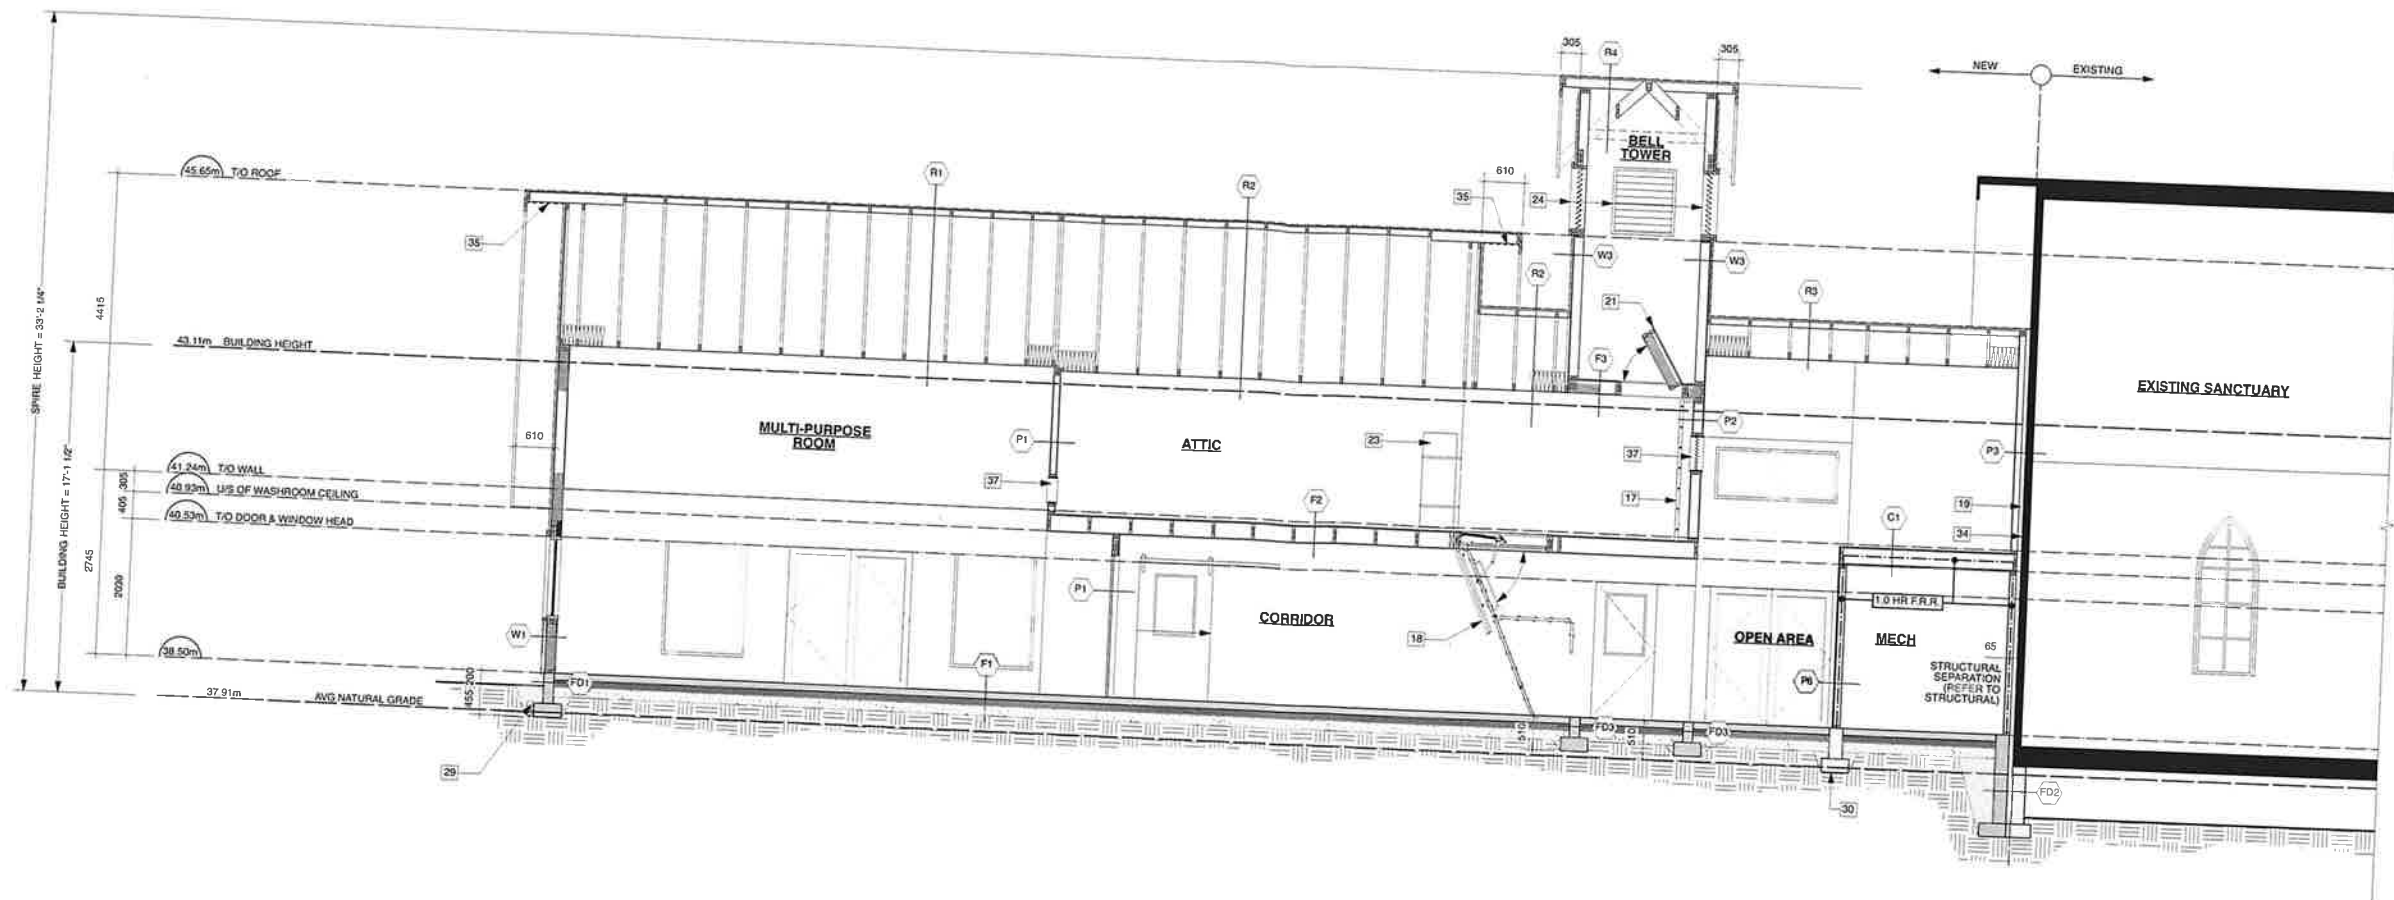 305
R4
305
NEW
EXISTING
BELL
TOWER
45.65m T/O ROOF
R1
R2
610
35
24
35
W3
W3
R2
R3
21
SPIRE HEIGHT = 33'-2 1/4"
4415
43.11m BUILDING HEIGHT
F3
EXISTING SANCTUARY
BUILDING HEIGHT = 17'-1 1/2"
610
MULTI-PURPOSE
ROOM
P1
ATTIC
23
P2
37
P3
41.24m T/O WALL
305
40.93m U/S OF WASHROOM CEILING
405
37
F2
17
19
40.53m T/O DOOR & WINDOW HEAD
C1
34
2745
2030
P1
CORRIDOR
1.0 HR F.R.R.
W1
18
OPEN AREA
MECH
65
38.50m
F1
STRUCTURAL
SEPARATION
(REFER TO
STRUCTURAL)
P6
200
455
FD1
37.91m AVG NATURAL GRADE
510
FD3
510
FD3
29
30
FD2